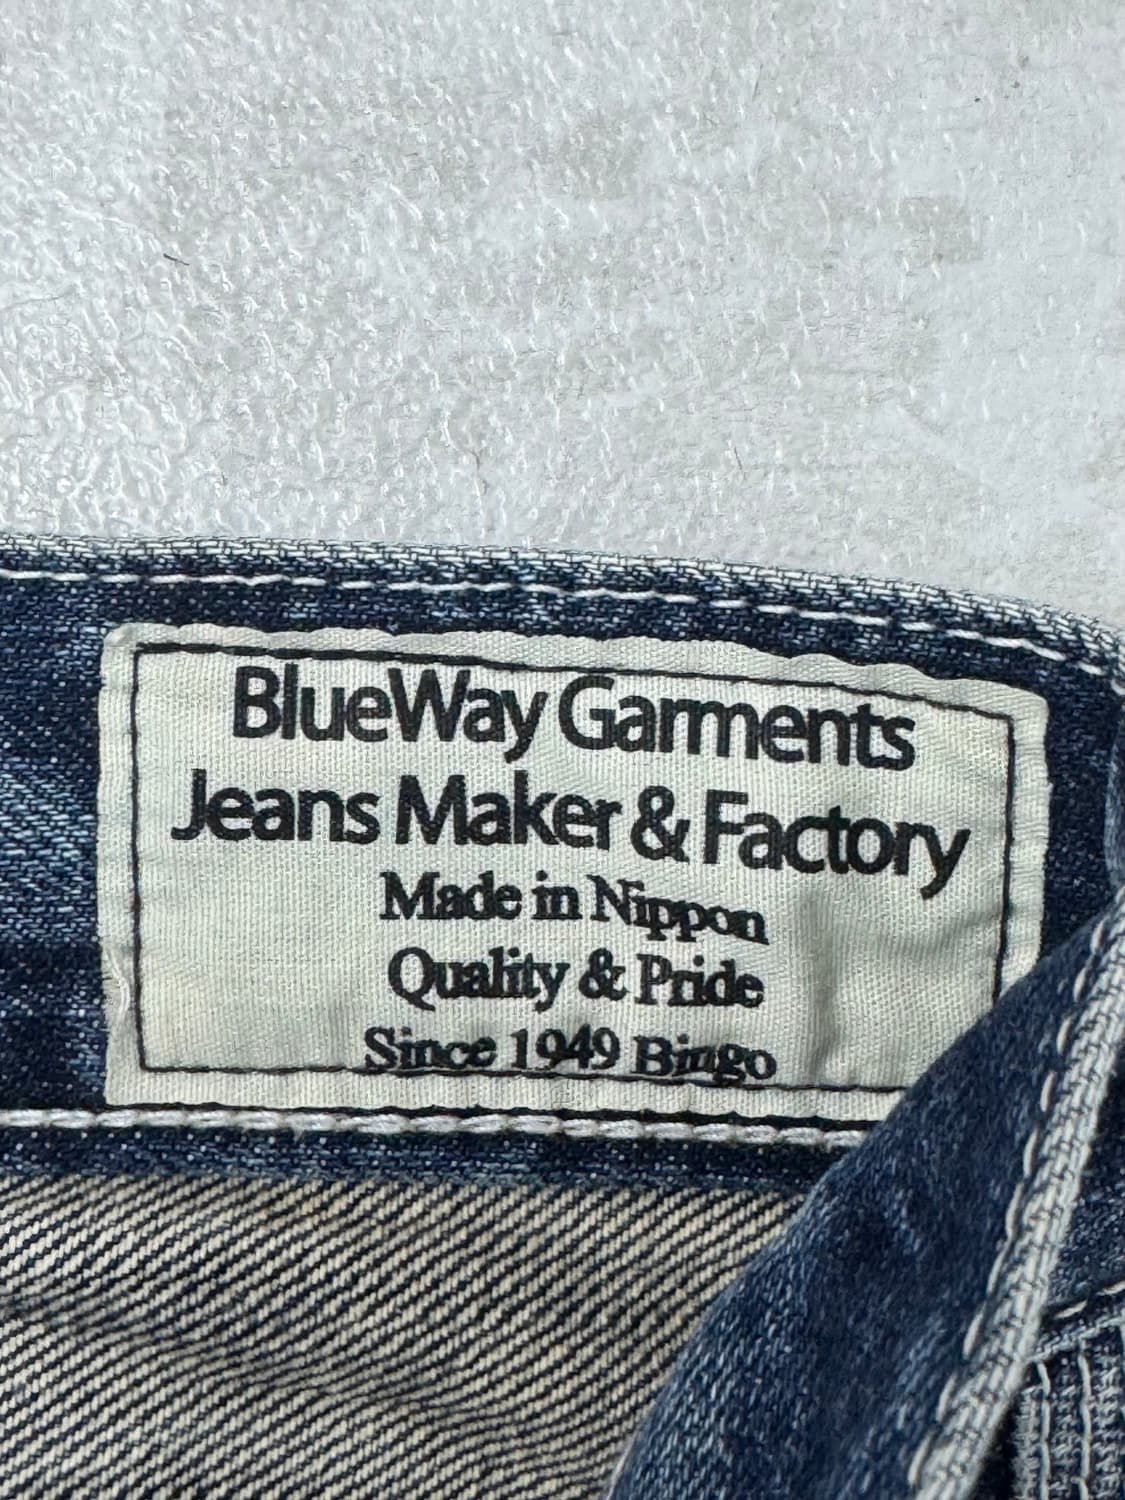 BlueWay Garments
Jeans Maker & Factory
Made in Nippon
Quality & Pride
Since 1949 Bingo